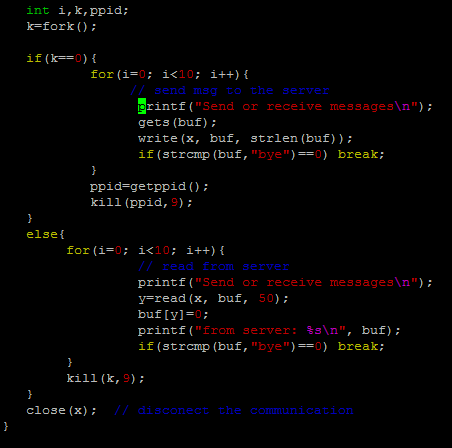 int i,k,ppid;
k=fork();
if(k==0){
for(i=0; i<10; i++){
// send msg to the server
printf("Send or receive messages\n");
gets(buf);
write(x, buf, strlen(buf));
if(strcmp(buf,"bye")==0) break;
}
ppid=getppid();
kill(ppid,9);
}
else{
for(i=0; i<10; i++){
// read from server
printf("Send or receive messages\n");
y=read(x, buf, 50);
buf[y]=0;
printf("from server: %s\n", buf);
if(strcmp(buf,"bye")==0) break;
}
kill(k,9);
}
close(x);  // disconect the communication
}